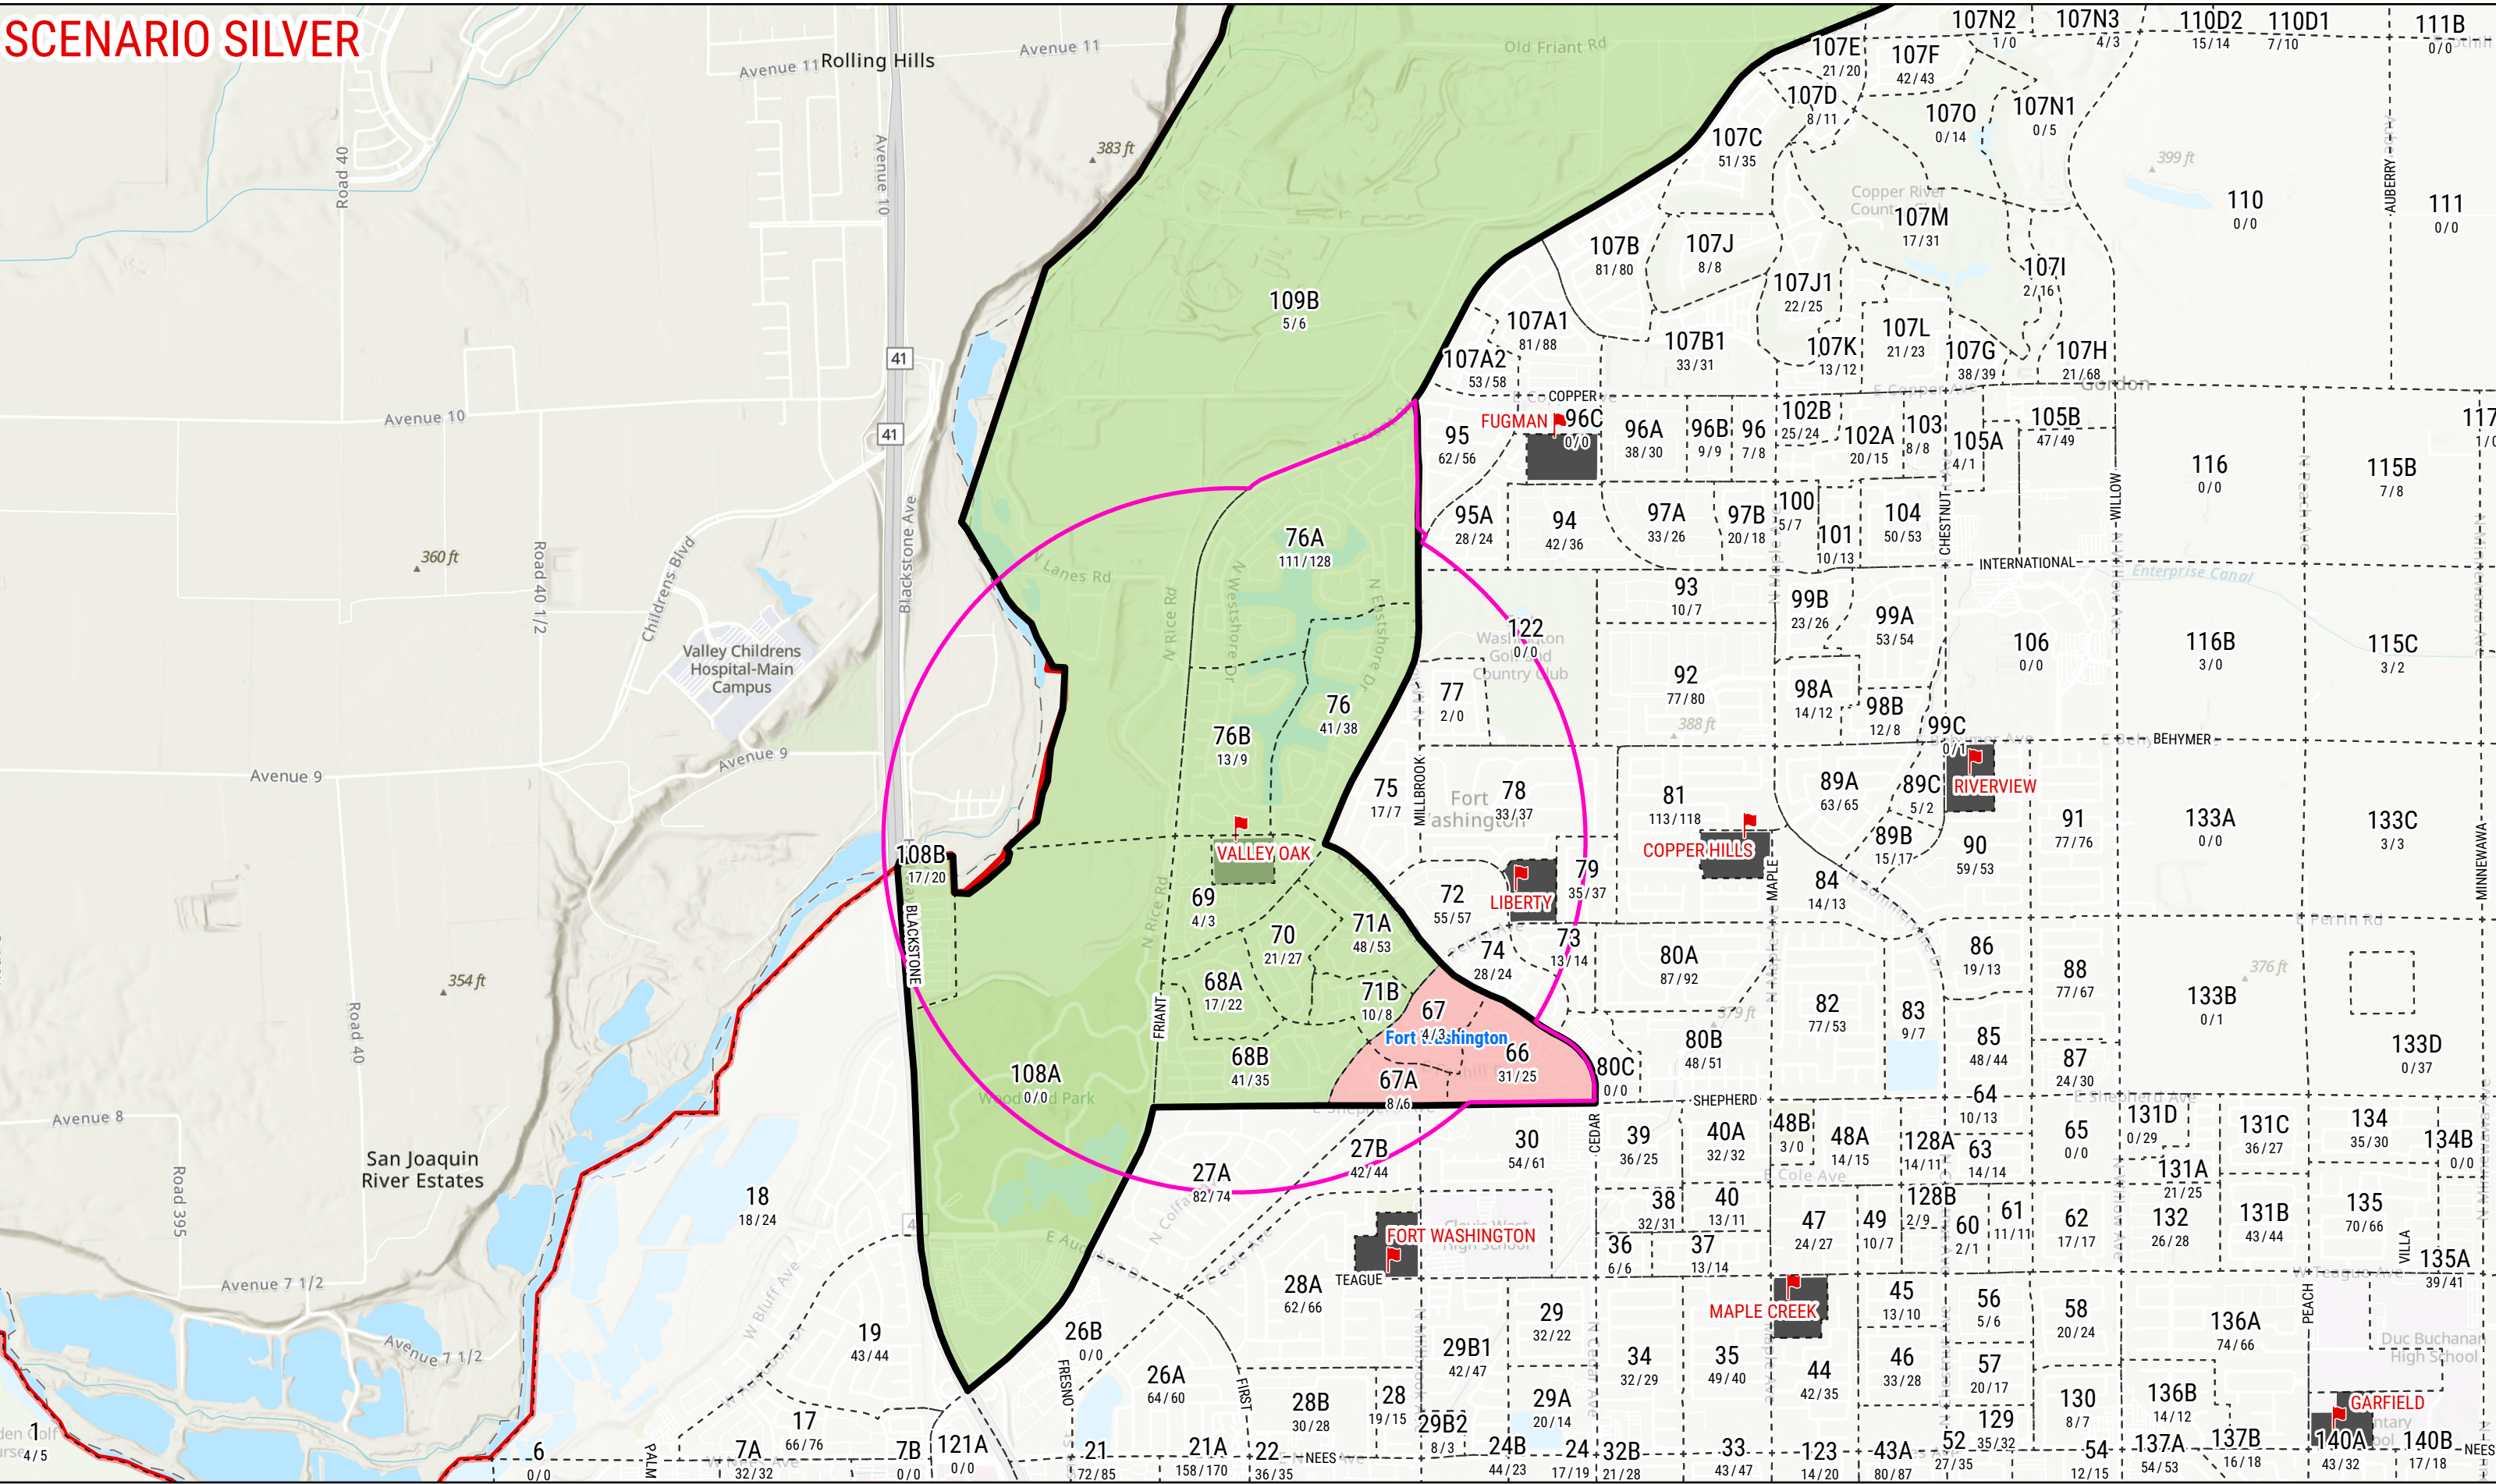 SCENARIO SILVER
Rolling Hills
Avenue 11
Avenue 11
Old Friant Rd
Road 40
Avenue 10
383 ft
107N2
1 / 0
107N3
4 / 3
110D2
15 / 14
110D1
7 / 10
111B
0 / 0
107E
21 / 20
107F
42 / 43
107D
8 / 11
107O
0 / 14
107N1
0 / 5
107C
51 / 35
399 ft
AUBERRY
110
0 / 0
111
0 / 0
Copper River
107M
17 / 31
107B
81 / 80
107J
8 / 8
107I
2 / 16
107J1
22 / 25
109B
5 / 6
107A1
81 / 88
107B1
33 / 31
107L
21 / 23
107K
13 / 12
107G
38 / 39
107H
21 / 68
107A2
53 / 58
41
41
Avenue 10
COPPER
E Copper Ave
Gordon
FUGMAN
96C
0 / 0
95
62 / 56
96A
38 / 30
96B
9 / 9
96
7 / 8
102B
25 / 24
102A
20 / 15
103
8 / 8
105A
4 / 1
105B
47 / 49
117
116
0 / 0
115B
7 / 8
N Friant Rd
95A
28 / 24
94
42 / 36
97A
33 / 26
97B
20 / 18
100
5 / 7
101
10 / 13
104
50 / 53
CHESTNUT
WILLOW
INTERNATIONAL
Enterprise Canal
76A
111 / 128
N Lanes Rd
N Rice Rd
N Westshore Dr
N Eastshore Dr
Blackstone Ave
Childrens Blvd
Road 40 1/2
360 ft
Valley Childrens
Hospital-Main
Campus
93
10 / 7
99B
23 / 26
99A
53 / 54
122
0 / 0
Washington
Golf and
Country Club
106
0 / 0
116B
3 / 0
115C
3 / 2
92
77 / 80
388 ft
98A
14 / 12
98B
12 / 8
77
2 / 0
76
41 / 38
76B
13 / 9
99C
0 / 1
BEHYMER
Avenue 9
Avenue 9
75
17 / 7
MILLBROOK
78
33 / 37
81
113 / 118
89A
63 / 65
89C
5 / 2
RIVERVIEW
91
77 / 76
133A
0 / 0
133C
3 / 3
MINNEWAWA
VALLEY OAK
COPPER HILLS
89B
15 / 17
90
59 / 53
108B
17 / 20
BLACKSTONE
69
4 / 3
72
55 / 57
LIBERTY
79
35 / 37
MAPLE
84
14 / 13
E Perrin Rd
70
21 / 27
71A
48 / 53
74
28 / 24
73
13 / 14
80A
87 / 92
86
19 / 13
88
77 / 67
376 ft
N Rice Rd
68A
17 / 22
71B
10 / 8
67
4 / 3
Fort Washington
66
31 / 25
82
77 / 53
83
9 / 7
133B
0 / 1
133D
0 / 37
379 ft
FRIANT
354 ft
Road 40
80B
48 / 51
85
48 / 44
87
24 / 30
80C
0 / 0
68B
41 / 35
67A
8 / 6
108A
0 / 0
SHEPHERD
E Shepherd Ave
64
10 / 13
Avenue 8
San Joaquin
River Estates
Road 395
18
18 / 24
27A
82 / 74
27B
42 / 44
30
54 / 61
CEDAR
39
36 / 25
40A
32 / 32
48B
3 / 0
48A
14 / 15
128A
14 / 11
63
14 / 14
65
0 / 0
131D
0 / 29
131C
36 / 27
134
35 / 30
134B
0 / 0
E Cole Ave
131A
21 / 25
38
32 / 31
40
13 / 11
128B
2 / 9
47
24 / 27
49
10 / 7
60
2 / 1
61
11 / 11
62
17 / 17
132
26 / 28
131B
43 / 44
135
70 / 66
VILLA
135A
39 / 41
FORT WASHINGTON
TEAGUE
36
6 / 6
37
13 / 14
Avenue 7 1/2
Avenue 7 1/2
W Bluff Ave
28A
62 / 66
MAPLE CREEK
45
13 / 10
56
5 / 6
58
20 / 24
136A
74 / 66
PEACH
Duc Buchanan
High School
19
43 / 44
26B
0 / 0
FRESNO
26A
64 / 60
FIRST
29
32 / 22
29B1
42 / 47
34
32 / 29
35
49 / 40
44
42 / 35
46
33 / 28
57
20 / 17
28B
30 / 28
28
19 / 15
29A
20 / 14
29B2
8 / 3
130
8 / 7
136B
14 / 12
129
35 / 32
GARFIELD
1
4 / 5
6
0 / 0
PALM
17
66 / 76
7A
32 / 32
7B
0 / 0
121A
0 / 0
21
72 / 85
21A
158 / 170
22
36 / 35
NEES
24B
44 / 23
24
17 / 19
32B
21 / 28
33
43 / 47
123
14 / 20
43A
80 / 87
52
27 / 35
54
12 / 15
137A
54 / 53
137B
16 / 18
140A
43 / 32
140B
17 / 18
NEES